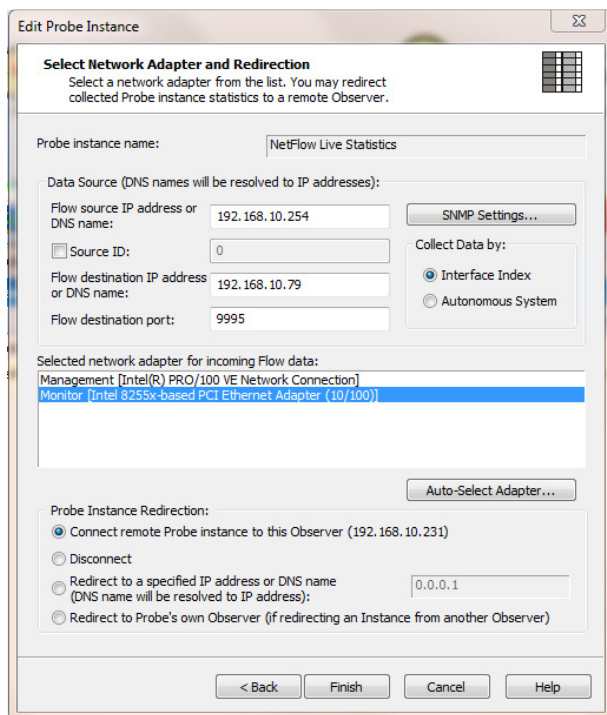 Edit Probe Instance
Select Network Adapter and Redirection
Select a network adapter from the list. You may redirect
collected Probe instance statistics to a remote Observer.
Probe instance name:
NetFlow Live Statistics
Data Source (DNS names will be resolved to IP addresses):
Flow source IP address or
DNS name:
192.168.10.254
SNMP Settings...
Source ID:
0
Collect Data by:
Interface Index
Autonomous System
Flow destination IP address
or DNS name:
192.168.10.79
Flow destination port:
9995
Selected network adapter for incoming Flow data:
Management [Intel(R) PRO/100 VE Network Connection]
Monitor [Intel 8255x-based PCI Ethernet Adapter (10/100)]
Auto-Select Adapter...
Probe Instance Redirection:
Connect remote Probe instance to this Observer (192.168.10.231)
Disconnect
Redirect to a specified IP address or DNS name
(DNS name will be resolved to IP address):
0.0.0.1
Redirect to Probe's own Observer (if redirecting an Instance from another Observer)
< Back
Finish
Cancel
Help